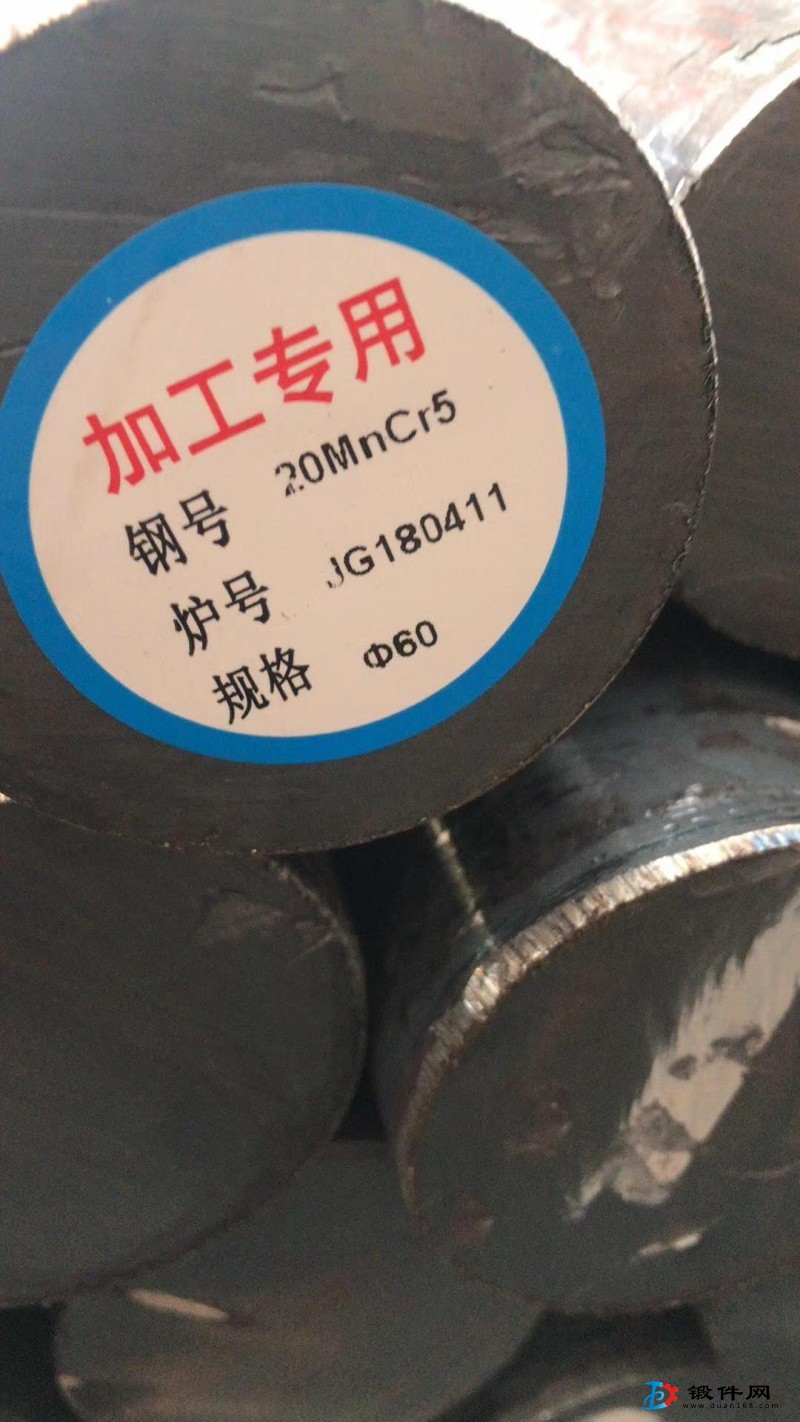 加工专用
钢号 20MnCr5
炉号 JG180411
规格 Φ60
锻件网
www.duan168.com